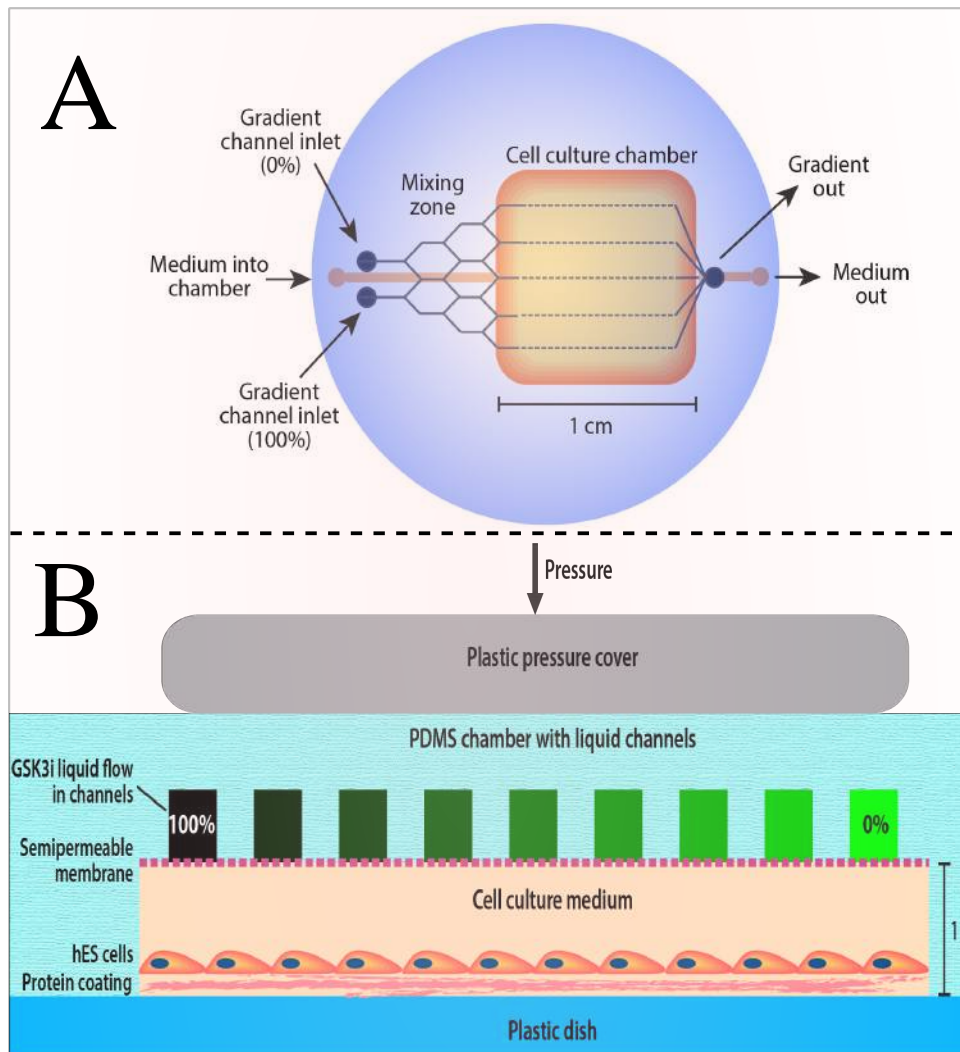 A
Gradient
channel inlet
(0%)
Mixing
zone
Cell culture chamber
Gradient
out
Medium into
chamber
Medium
out
Gradient
channel inlet
(100%)
1 cm
B
Pressure
Plastic pressure cover
PDMS chamber with liquid channels
GSK3i liquid flow
in channels
100%
0%
Semipermeable
membrane
Cell culture medium
1
hES cells
Protein coating
Plastic dish